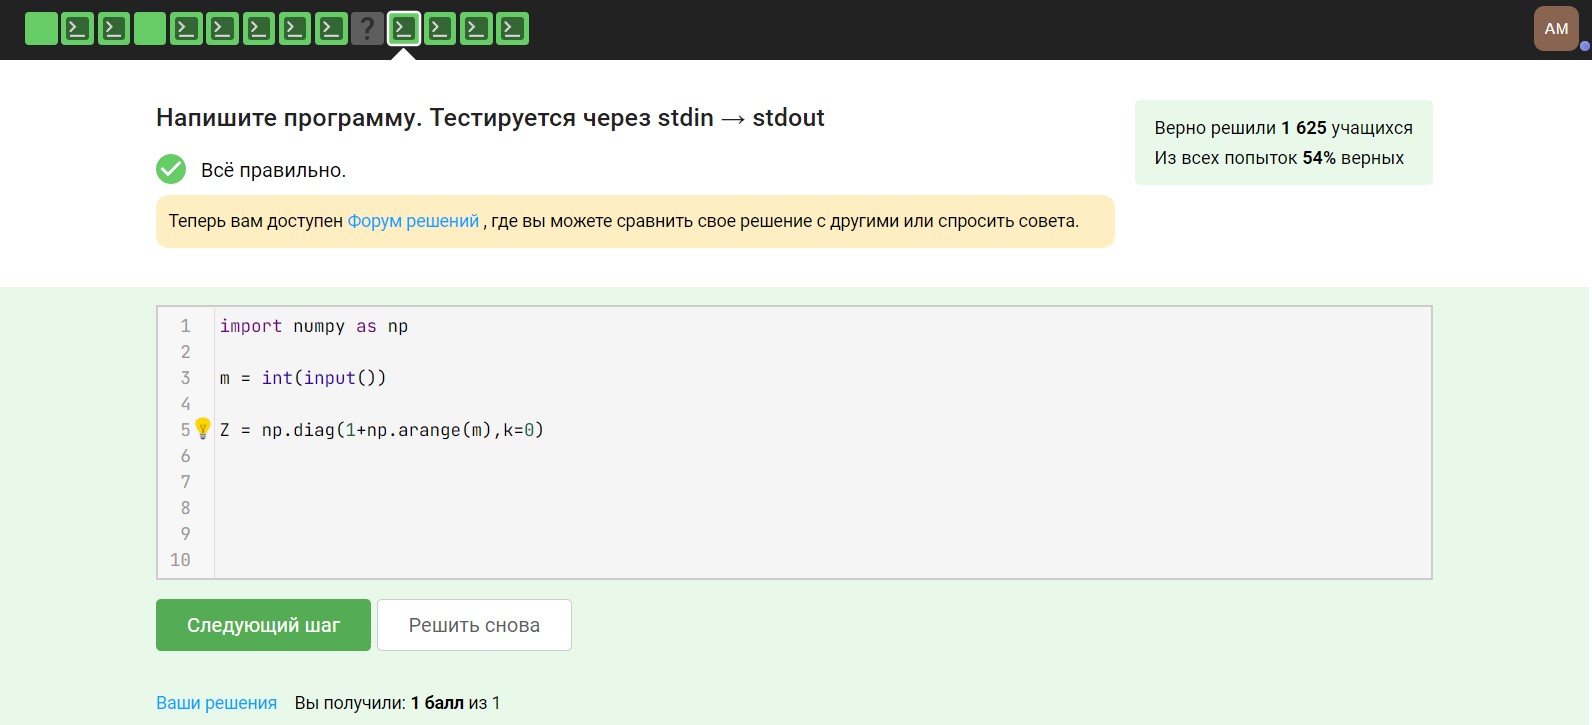 ?
AM
Напишите программу. Тестируется через stdin → stdout
Верно решили 1 625 учащихся
Из всех попыток 54% верных
Всё правильно.
Теперь вам доступен Форум решений , где вы можете сравнить свое решение с другими или спросить совета.
1 import numpy as np
2
3 m = int(input())
4
5 Z = np.diag(1+np.arange(m),k=0)
6
7
8
9
10
Следующий шаг
Решить снова
Ваши решения Вы получили: 1 балл из 1